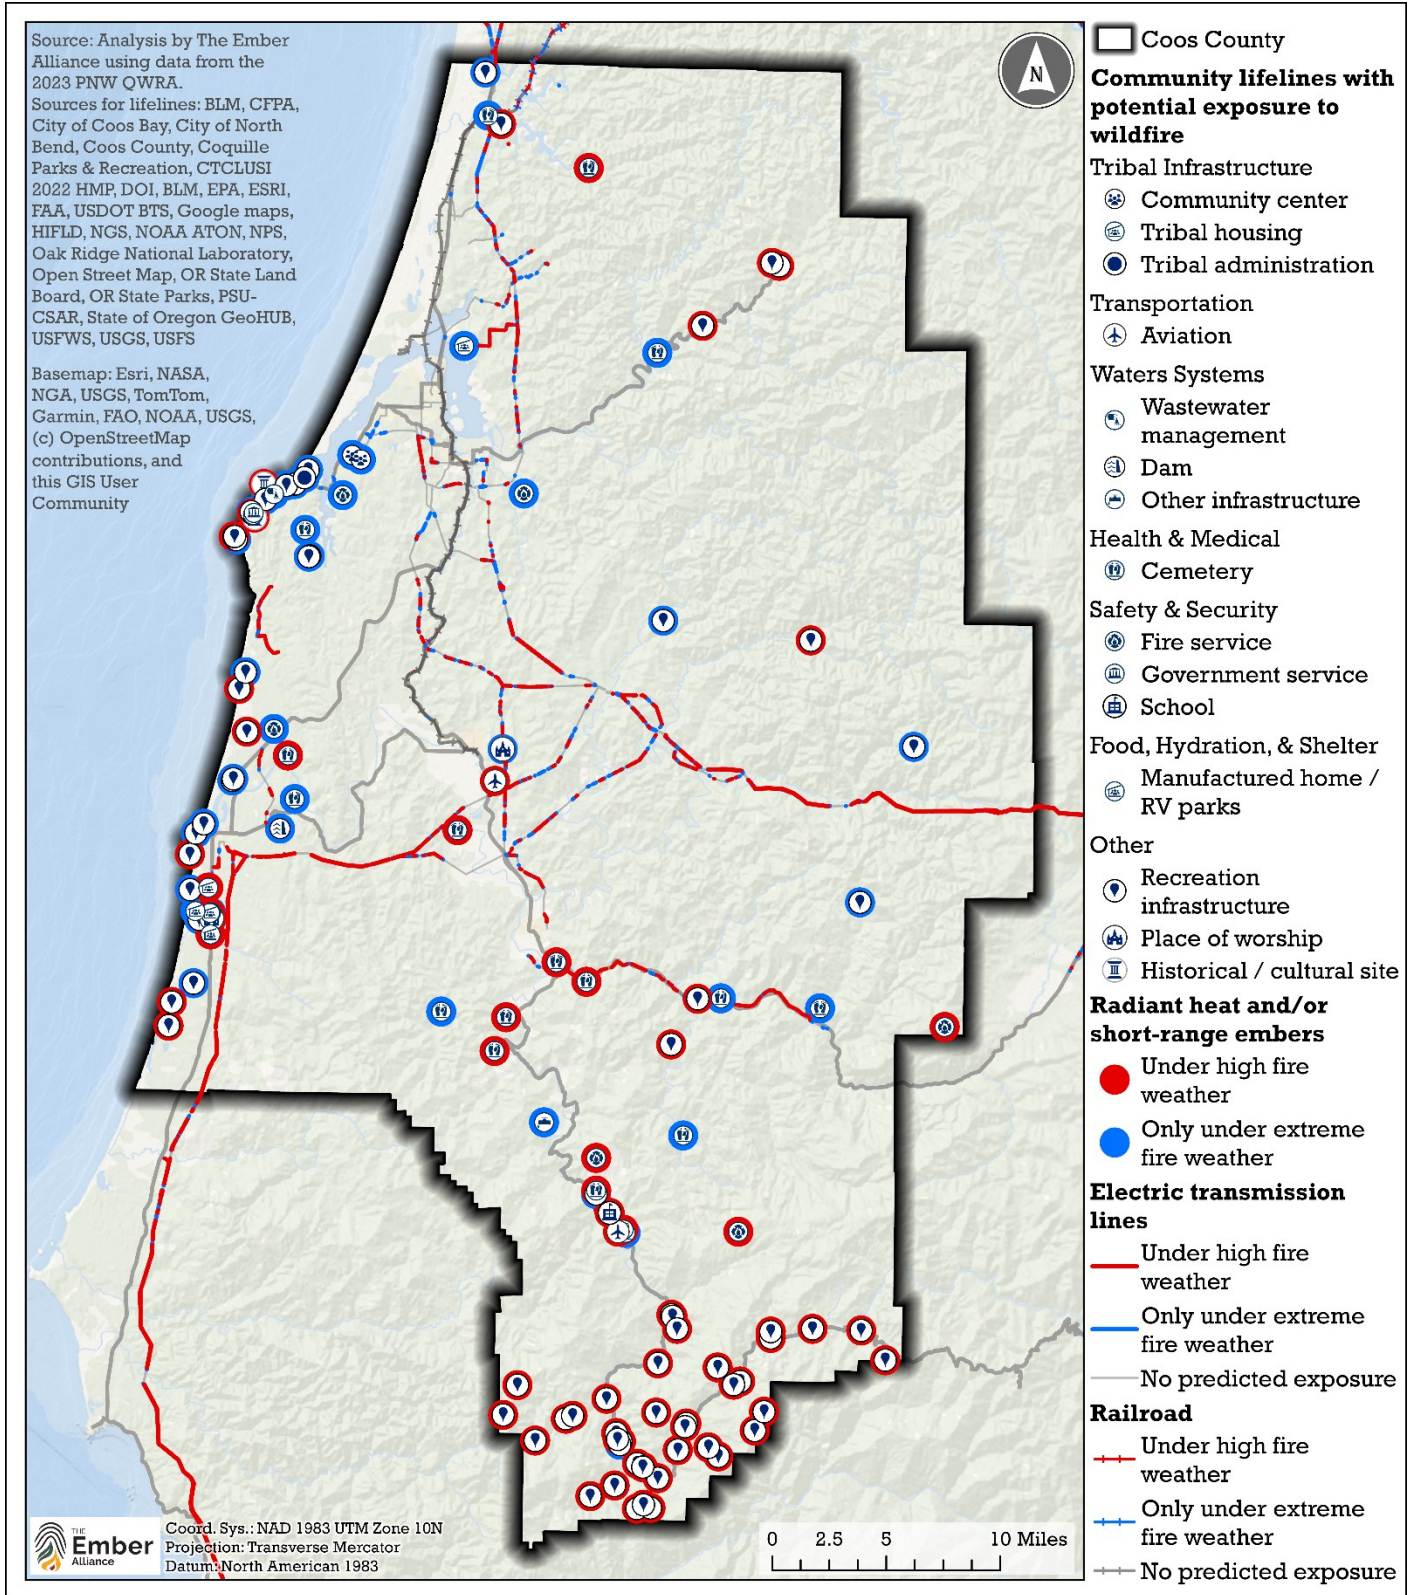 Source: Analysis by The Ember
Alliance using data from the
2023 PNW QWRA.
Sources for lifelines: BLM, CFPA,
City of Coos Bay, City of North
Bend, Coos County, Coquille
Parks & Recreation, CTCLUSI
2022 HMP, DOI, BLM, EPA, ESRI,
FAA, USDOT BTS, Google maps,
HIFLD, NGS, NOAA ATON, NPS,
Oak Ridge National Laboratory,
Open Street Map, OR State Land
Board, OR State Parks, PSU-
CSAR, State of Oregon GeoHUB,
USFWS, USGS, USFS
Basemap: Esri, NASA,
NGA, USGS, TomTom,
Garmin, FAO, NOAA, USGS,
(c) OpenStreetMap
contributions, and
this GIS User
Community
N
THE
Ember
Alliance
Coord. Sys.: NAD 1983 UTM Zone 10N
Projection: Transverse Mercator
Datum: North American 1983
0 2.5 5 10 Miles
Coos County
Community lifelines with
potential exposure to
wildfire
Tribal Infrastructure
Community center
Tribal housing
Tribal administration
Transportation
Aviation
Waters Systems
Wastewater
management
Dam
Other infrastructure
Health & Medical
Cemetery
Safety & Security
Fire service
Government service
School
Food, Hydration, & Shelter
Manufactured home /
RV parks
Other
Recreation
infrastructure
Place of worship
Historical / cultural site
Radiant heat and/or
short-range embers
Under high fire
weather
Only under extreme
fire weather
Electric transmission
lines
Under high fire
weather
Only under extreme
fire weather
No predicted exposure
Railroad
Under high fire
weather
Only under extreme
fire weather
No predicted exposure